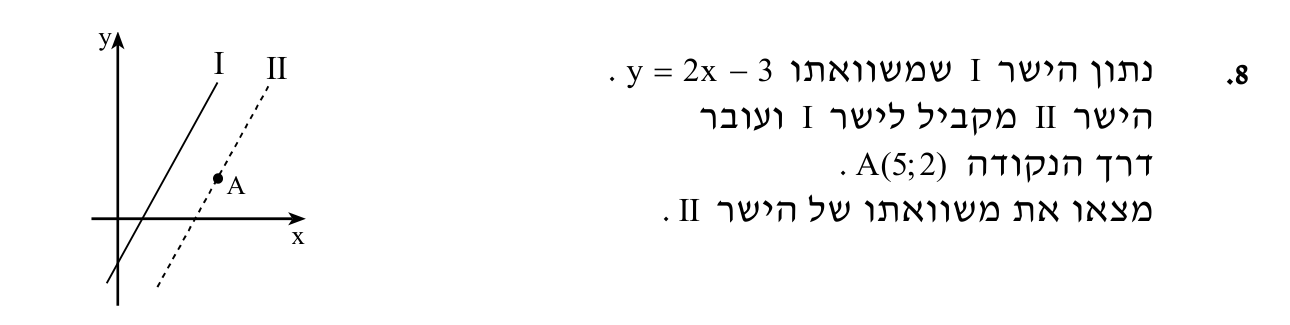 8. נתון הישר I שמשוואתו y = 2x − 3 .
הישר II מקביל לישר I ועובר
דרך הנקודה A(5;2) .
מצאו את משוואתו של הישר II .
y
I
II
A
x